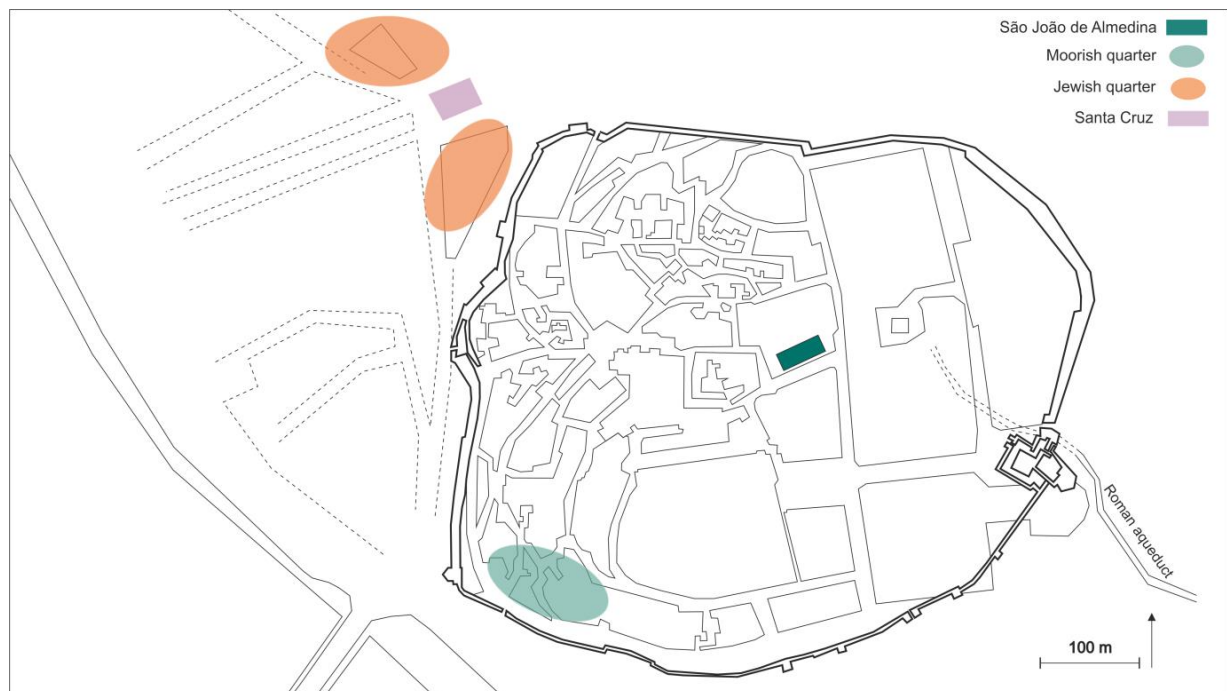 São João de Almedina
Moorish quarter
Jewish quarter
Santa Cruz
Roman aqueduct
100 m